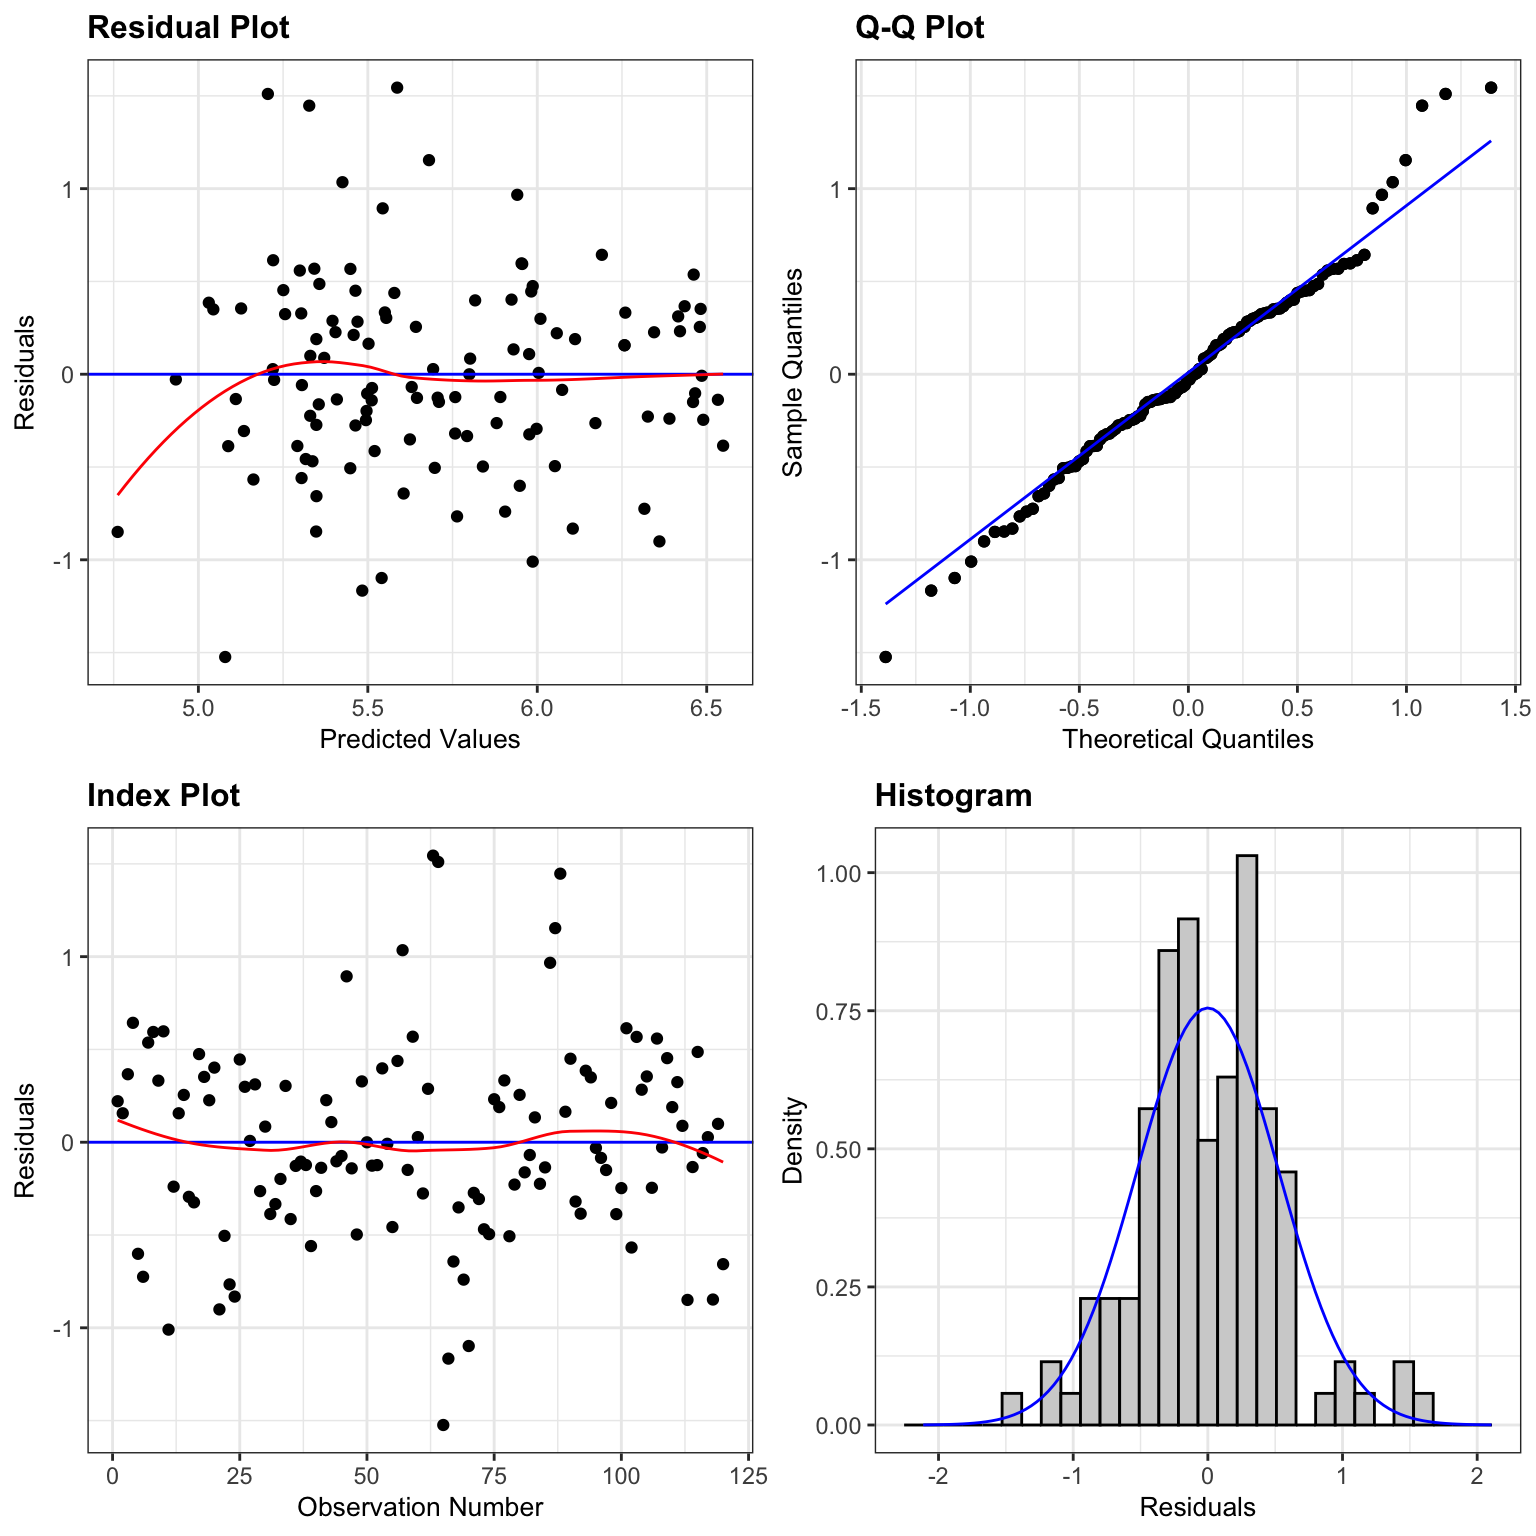 Residual Plot
1
0
-1
Residuals
5.0 5.5 6.0 6.5
Predicted Values
Q-Q Plot
1
0
-1
Sample Quantiles
-1.5 -1.0 -0.5 0.0 0.5 1.0 1.5
Theoretical Quantiles
Index Plot
1
0
-1
Residuals
0 25 50 75 100 125
Observation Number
Histogram
1.00
0.75
0.50
0.25
0.00
Density
-2 -1 0 1 2
Residuals